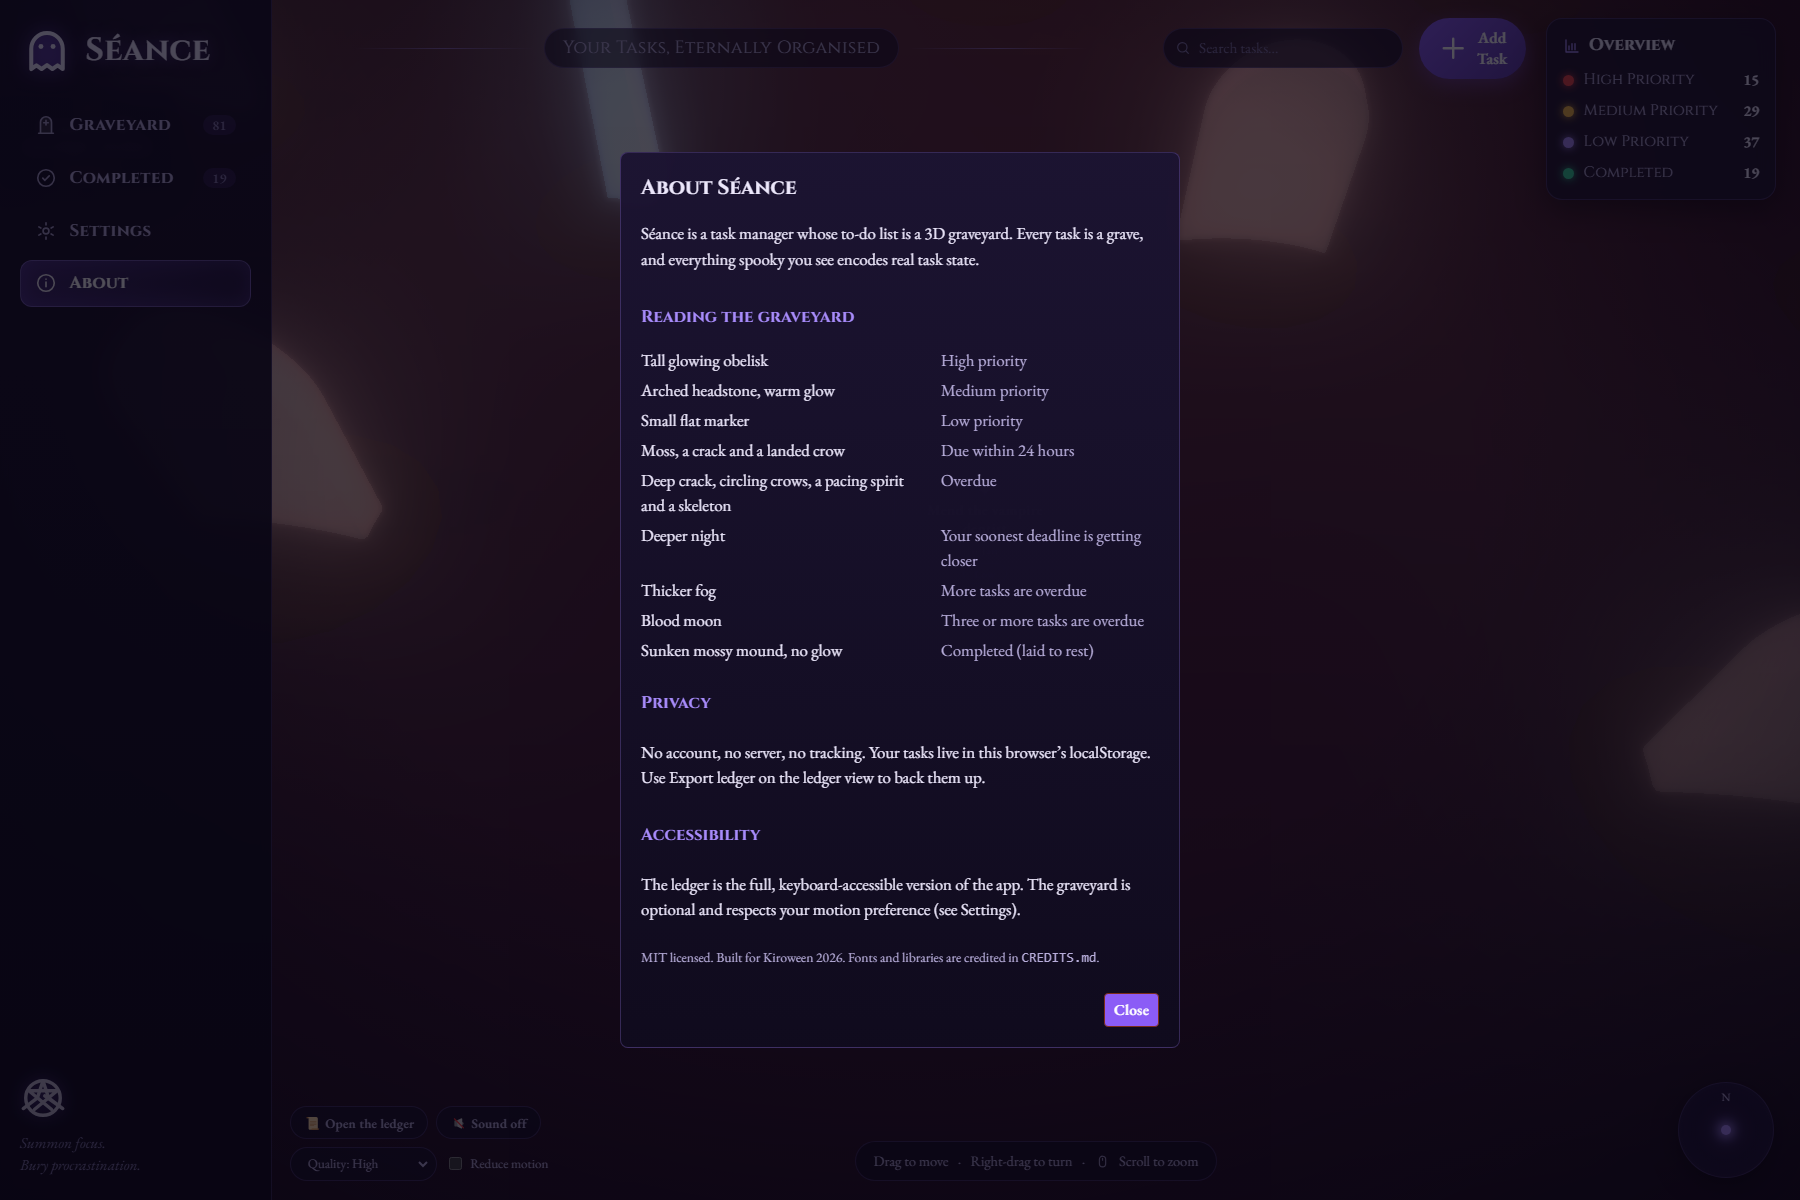 Séance
Graveyard 81
Completed 19
Settings
About
Your Tasks, Eternally Organised
Search tasks...
Add
Task
Overview
High Priority 15
Medium Priority 29
Low Priority 37
Completed 19
About Séance
Séance is a task manager whose to-do list is a 3D graveyard. Every task is a grave,
and everything spooky you see encodes real task state.
Reading the graveyard
Tall glowing obelisk High priority
Arched headstone, warm glow Medium priority
Small flat marker Low priority
Moss, a crack and a landed crow Due within 24 hours
Deep crack, circling crows, a pacing spirit Overdue
and a skeleton
Deeper night Your soonest deadline is getting
closer
Thicker fog More tasks are overdue
Blood moon Three or more tasks are overdue
Sunken mossy mound, no glow Completed (laid to rest)
Privacy
No account, no server, no tracking. Your tasks live in this browser’s localStorage.
Use Export ledger on the ledger view to back them up.
Accessibility
The ledger is the full, keyboard-accessible version of the app. The graveyard is
optional and respects your motion preference (see Settings).
MIT licensed. Built for Kiroween 2026. Fonts and libraries are credited in CREDITS.md.
Close
Summon focus.
Bury procrastination.
Open the ledger Sound off
Quality: High Reduce motion
Drag to move · Right-drag to turn · Scroll to zoom
N